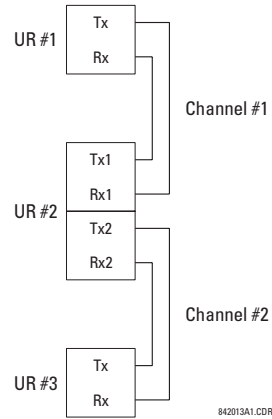 Tx
UR #1
Rx
Channel #1
Tx1
Rx1
UR #2
Tx2
Rx2
Channel #2
Tx
UR #3
Rx
842013A1.CDR